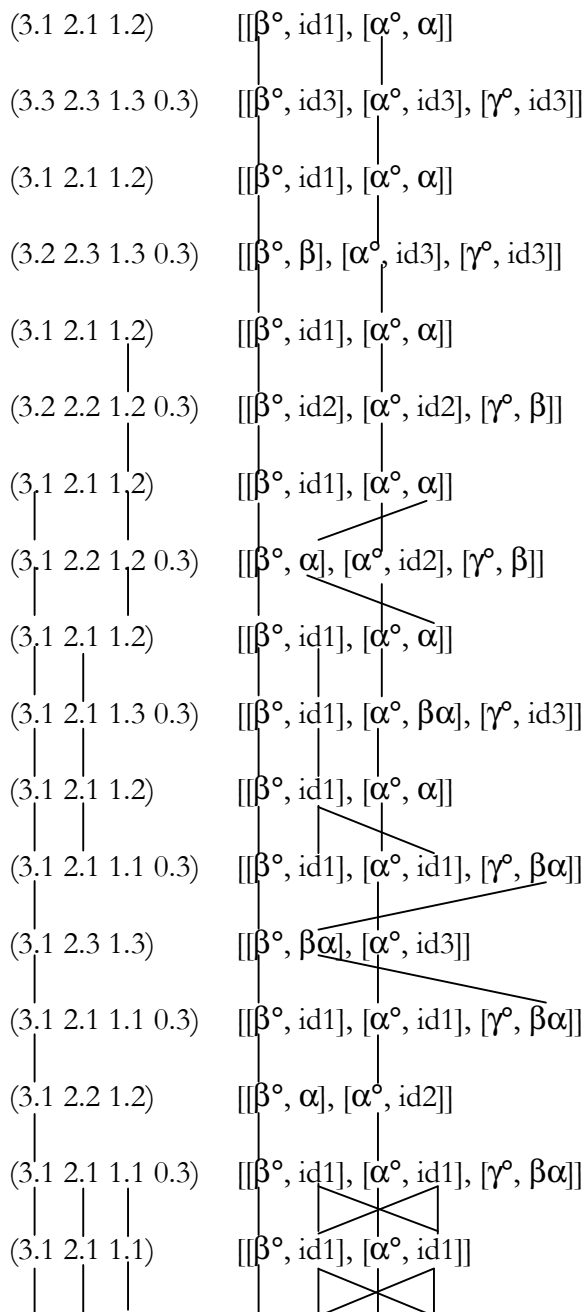 (3.1 2.1 1.2) [[β°, id1], [α°, α]]
(3.3 2.3 1.3 0.3) [[β°, id3], [α°, id3], [γ°, id3]]
(3.1 2.1 1.2) [[β°, id1], [α°, α]]
(3.2 2.3 1.3 0.3) [[β°, β], [α°, id3], [γ°, id3]]
(3.1 2.1 1.2) [[β°, id1], [α°, α]]
(3.2 2.2 1.2 0.3) [[β°, id2], [α°, id2], [γ°, β]]
(3.1 2.1 1.2) [[β°, id1], [α°, α]]
(3.1 2.2 1.2 0.3) [[β°, α], [α°, id2], [γ°, β]]
(3.1 2.1 1.2) [[β°, id1], [α°, α]]
(3.1 2.1 1.3 0.3) [[β°, id1], [α°, βα], [γ°, id3]]
(3.1 2.1 1.2) [[β°, id1], [α°, α]]
(3.1 2.1 1.1 0.3) [[β°, id1], [α°, id1], [γ°, βα]]
(3.1 2.3 1.3) [[β°, βα], [α°, id3]]
(3.1 2.1 1.1 0.3) [[β°, id1], [α°, id1], [γ°, βα]]
(3.1 2.2 1.2) [[β°, α], [α°, id2]]
(3.1 2.1 1.1 0.3) [[β°, id1], [α°, id1], [γ°, βα]]
(3.1 2.1 1.1) [[β°, id1], [α°, id1]]